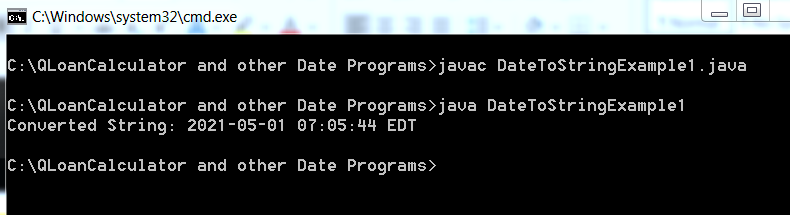 C:\Windows\system32\cmd.exe
C:\QLoanCalculator and other Date Programs>javac DateToStringExample1.java
C:\QLoanCalculator and other Date Programs>java DateToStringExample1
Converted String: 2021-05-01 07:05:44 EDT
C:\QLoanCalculator and other Date Programs>